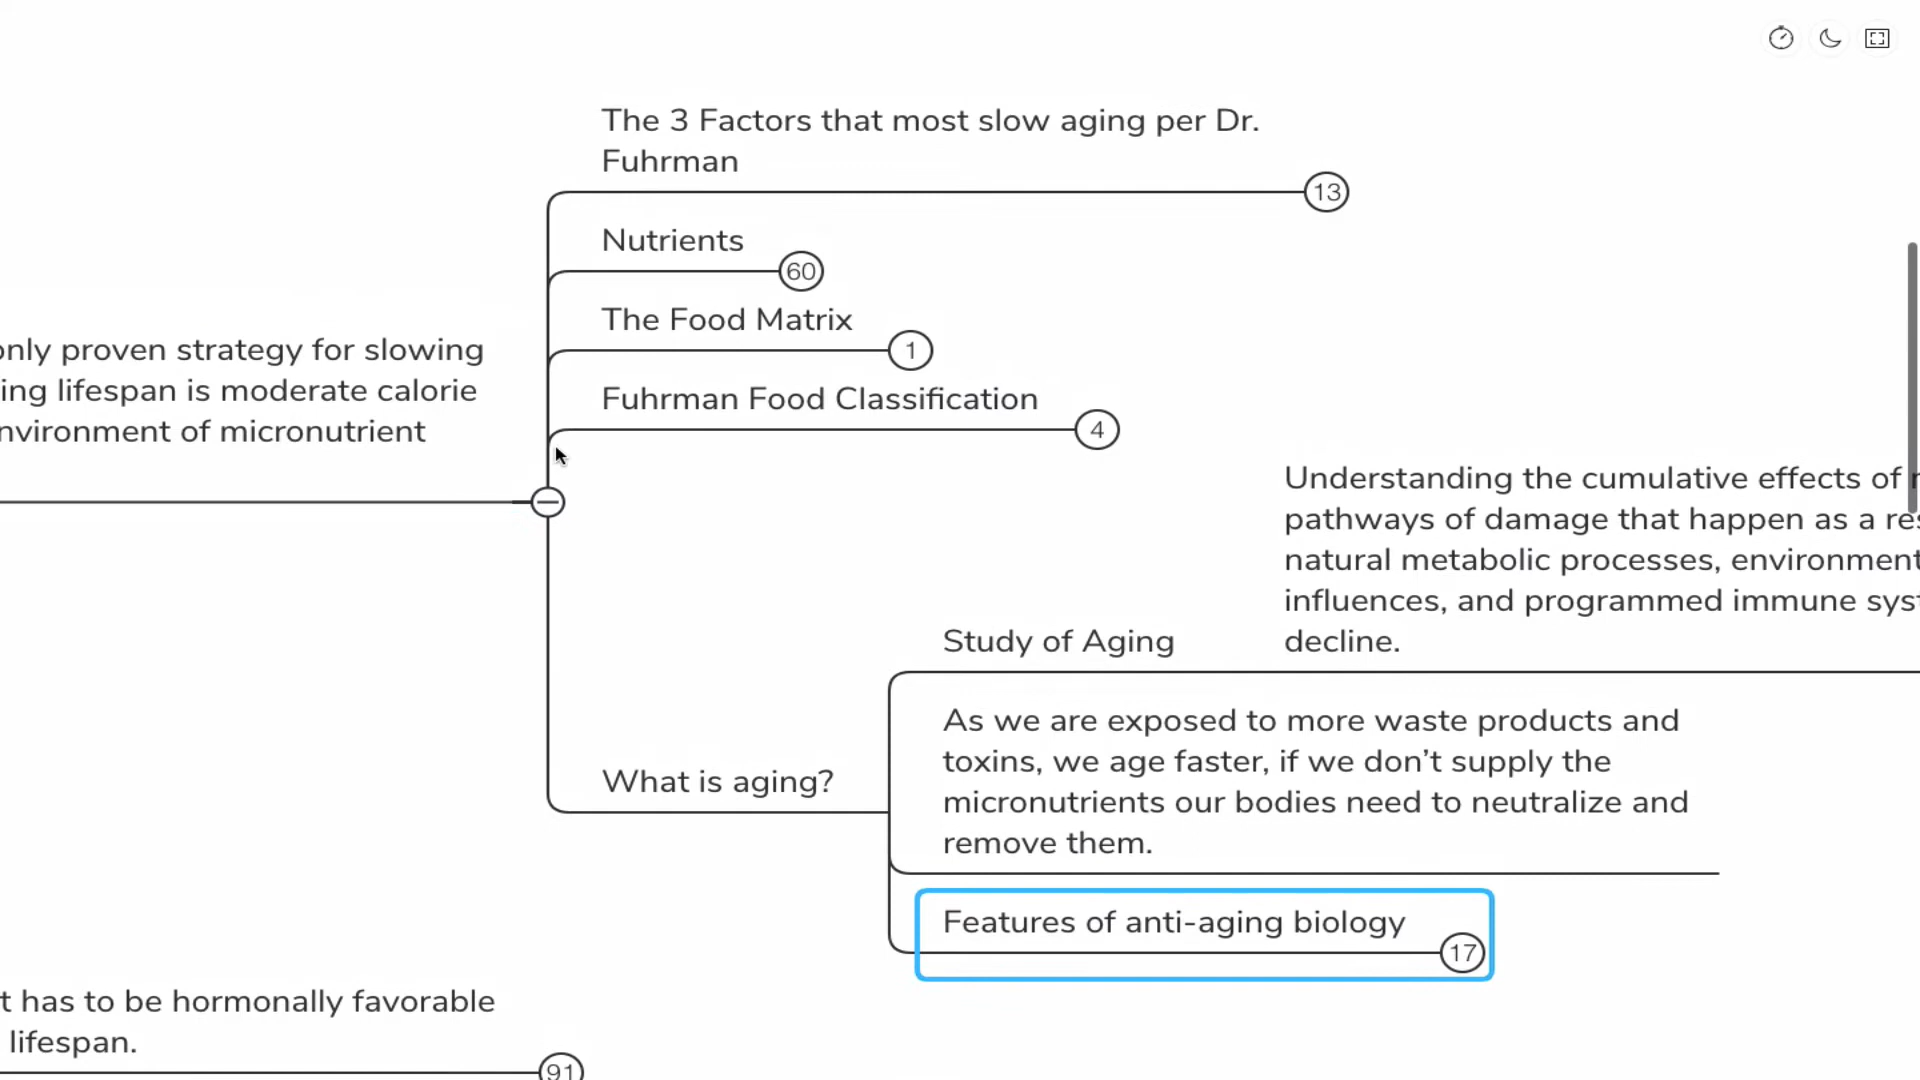 The 3 Factors that most slow aging per Dr.
Fuhrman
13
Nutrients
60
The Food Matrix
1
only proven strategy for slowing
ing lifespan is moderate calorie
nvironment of micronutrient
Fuhrman Food Classification
4
Understanding the cumulative effects of
pathways of damage that happen as a res
natural metabolic processes, environment
influences, and programmed immune syst
decline.
Study of Aging
As we are exposed to more waste products and
toxins, we age faster, if we don’t supply the
micronutrients our bodies need to neutralize and
remove them.
What is aging?
Features of anti-aging biology
17
t has to be hormonally favorable
lifespan.
91